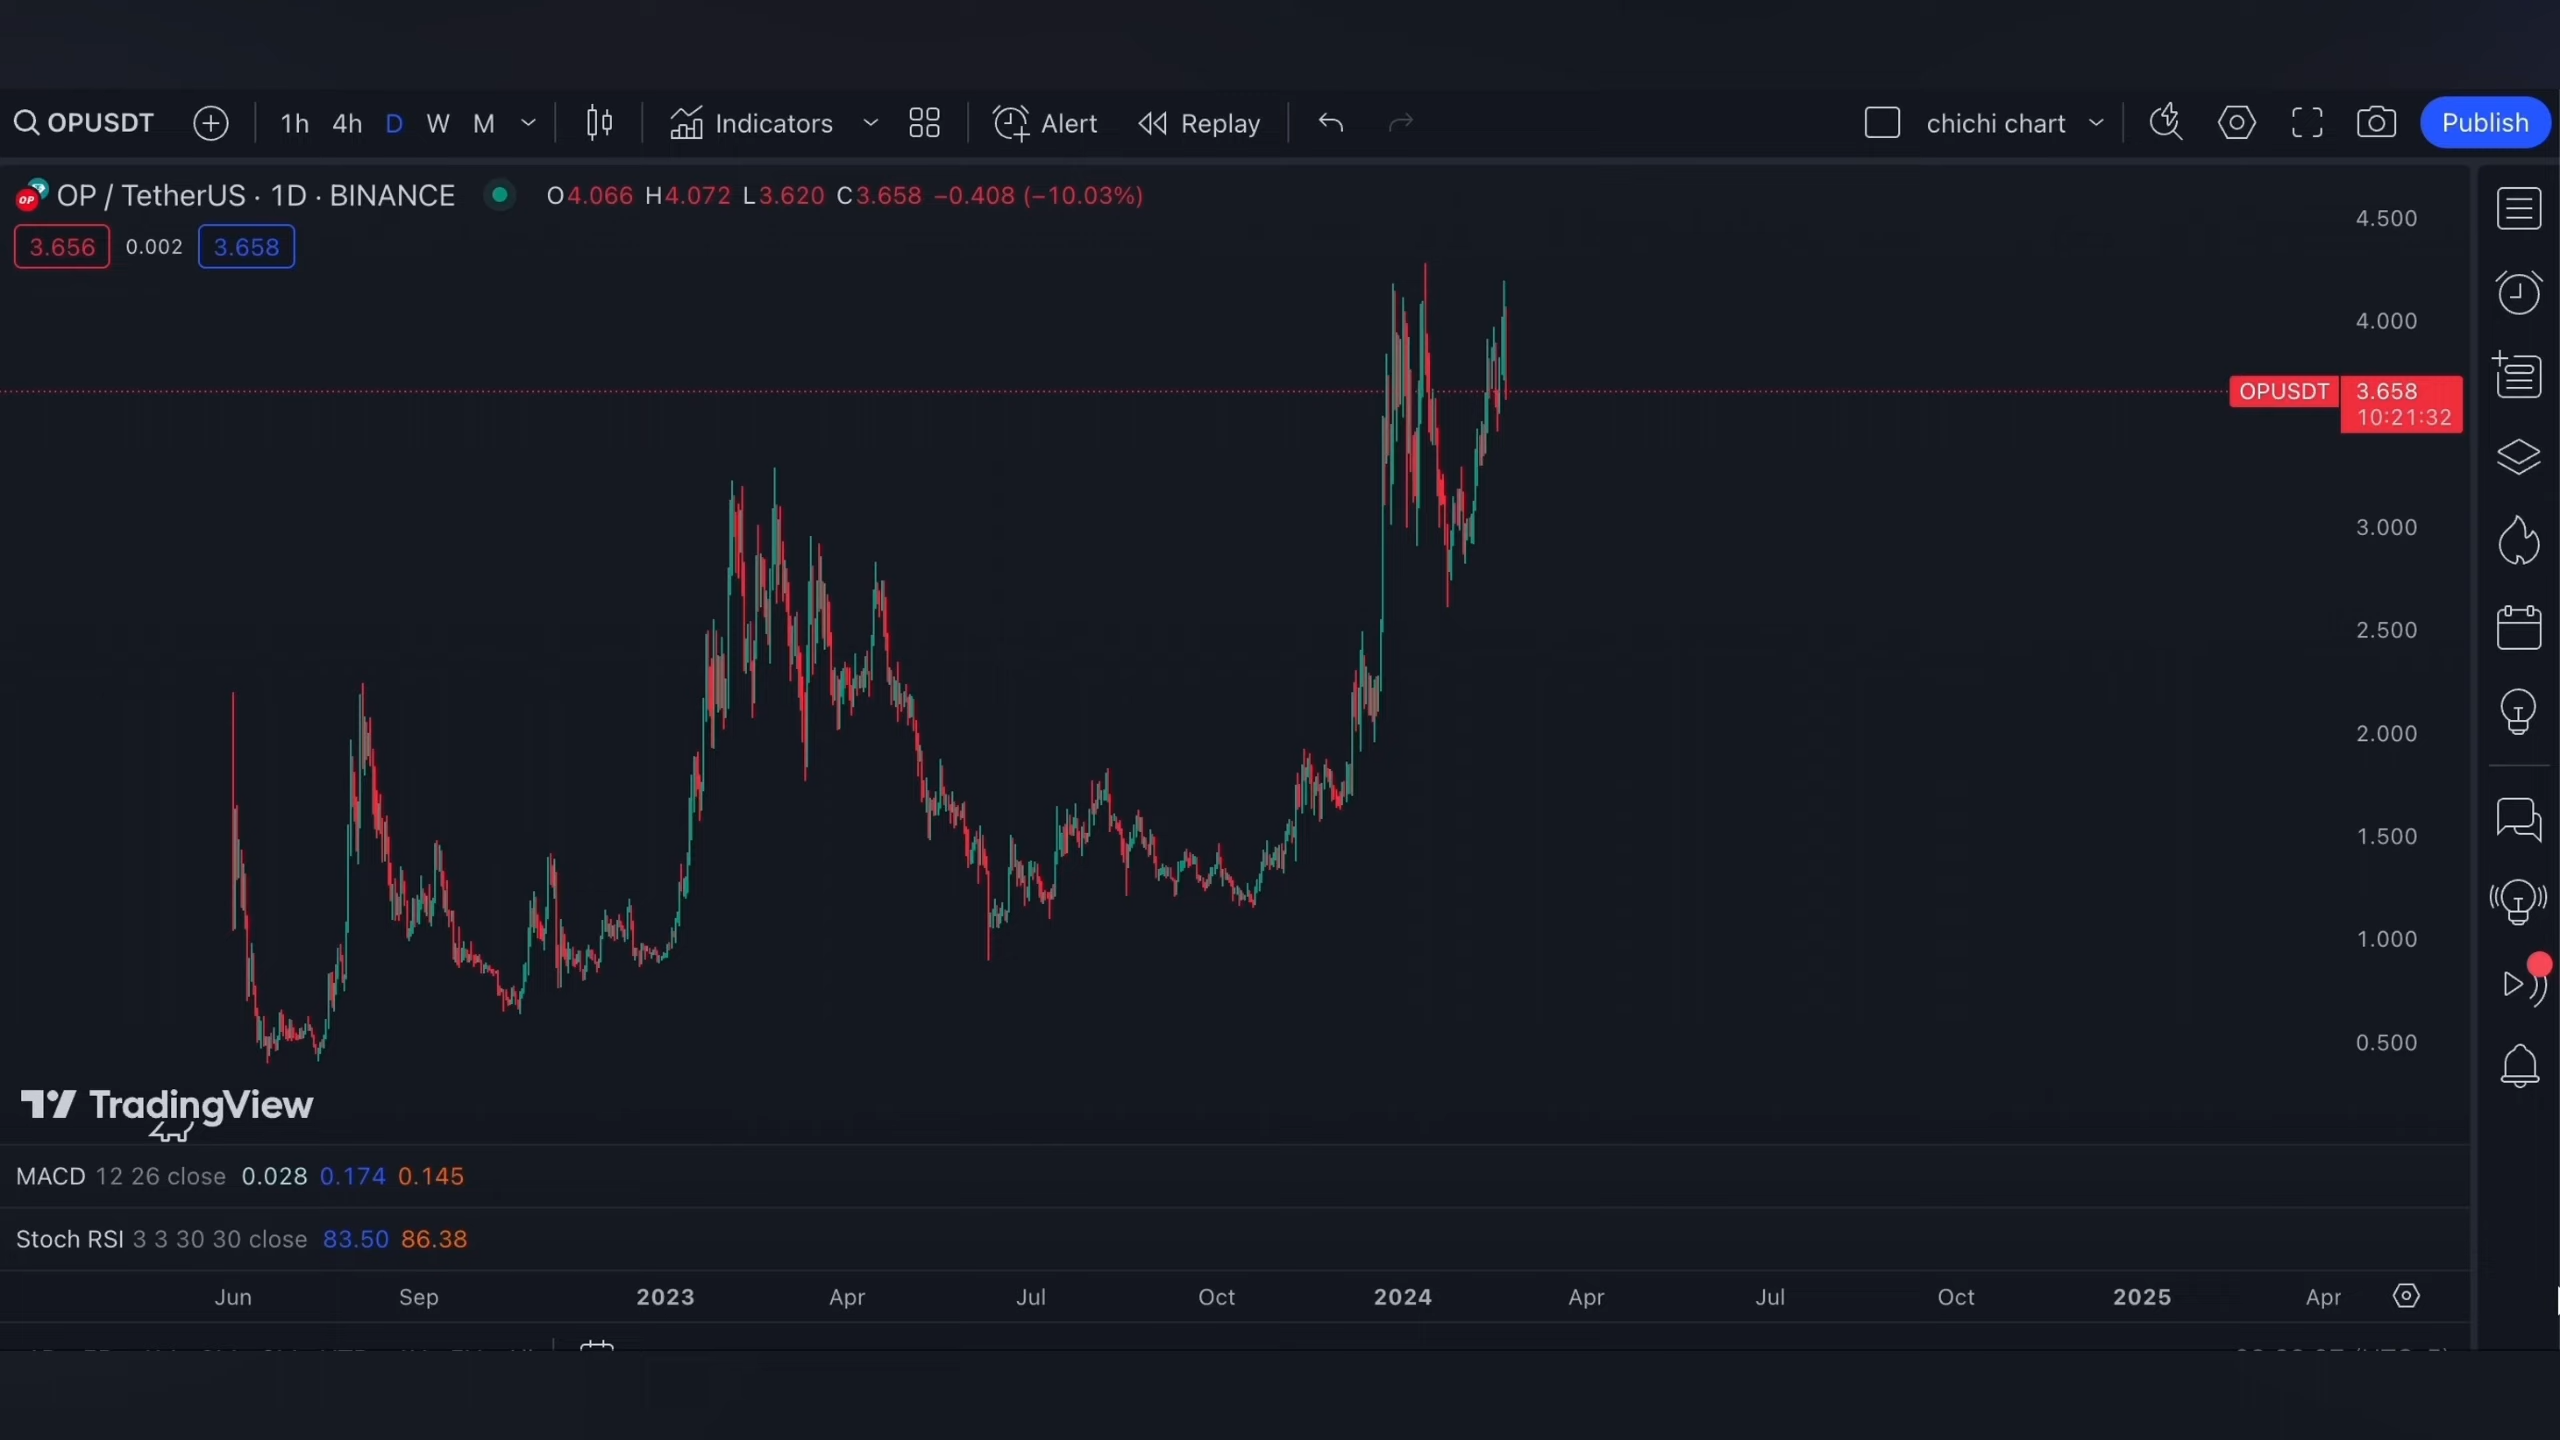 OPUSDT 1h 4h D W M Indicators Alert Replay chichi chart Publish
OP / TetherUS · 1D · BINANCE O4.066 H4.072 L3.620 C3.658 −0.408 (−10.03%)
3.656 0.002 3.658
4.500
4.000
OPUSDT 3.658
10:21:32
3.000
2.500
2.000
1.500
1.000
0.500
TradingView
MACD 12 26 close 0.028 0.174 0.145
Stoch RSI 3 3 30 30 close 83.50 86.38
Jun Sep 2023 Apr Jul Oct 2024 Apr Jul Oct 2025 Apr